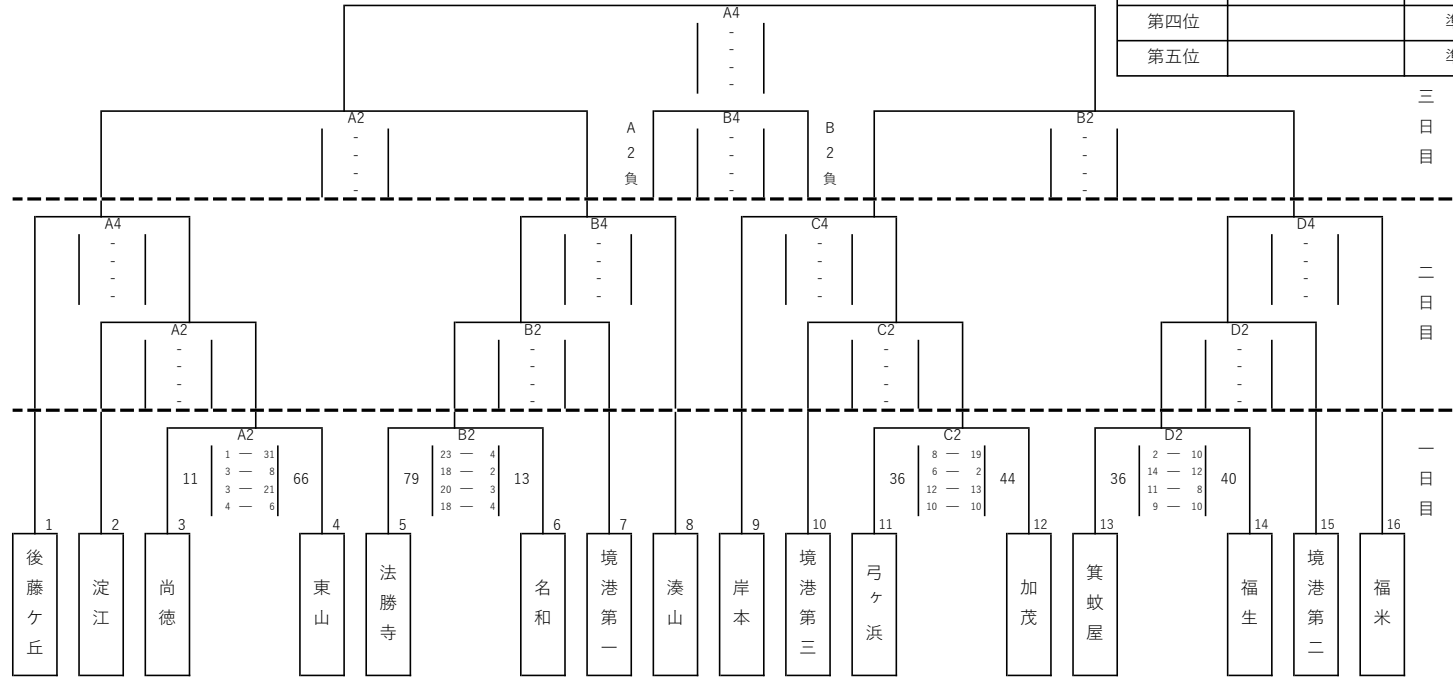 A4
-
-
-
-
第四位 準
第五位 準
三日目
A2
-
-
-
-
A2負
B4
-
-
-
-
B2負
B2
-
-
-
-
二日目
A4
-
-
-
-
B4
-
-
-
-
C4
-
-
-
-
D4
-
-
-
-
A2
-
-
-
-
B2
-
-
-
-
C2
-
-
-
-
D2
-
-
-
-
一日目
A2
11
1 — 31
3 — 8
3 — 21
4 — 6
66
B2
79
23 — 4
18 — 2
20 — 3
18 — 4
13
C2
36
8 — 19
6 — 2
12 — 13
10 — 10
44
D2
36
2 — 10
14 — 12
11 — 8
9 — 10
40
1 2 3 4 5 6 7 8 9 10 11 12 13 14 15 16
後藤ケ丘
淀江
尚徳
東山
法勝寺
名和
境港第一
湊山
岸本
境港第三
弓ヶ浜
加茂
箕蚊屋
福生
境港第二
福米